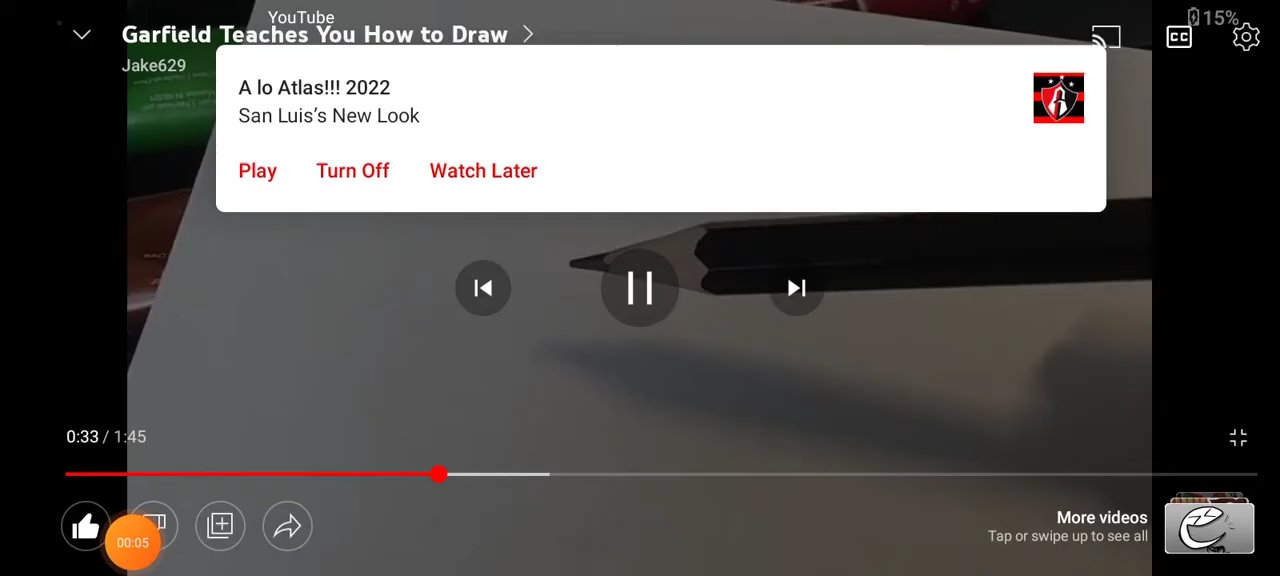 YouTube
15%
Garfield Teaches You How to Draw
CC
Jake629
A lo Atlas!!! 2022
San Luis’s New Look
Play Turn Off Watch Later
0:33 / 1:45
More videos
Tap or swipe up to see all
00:05